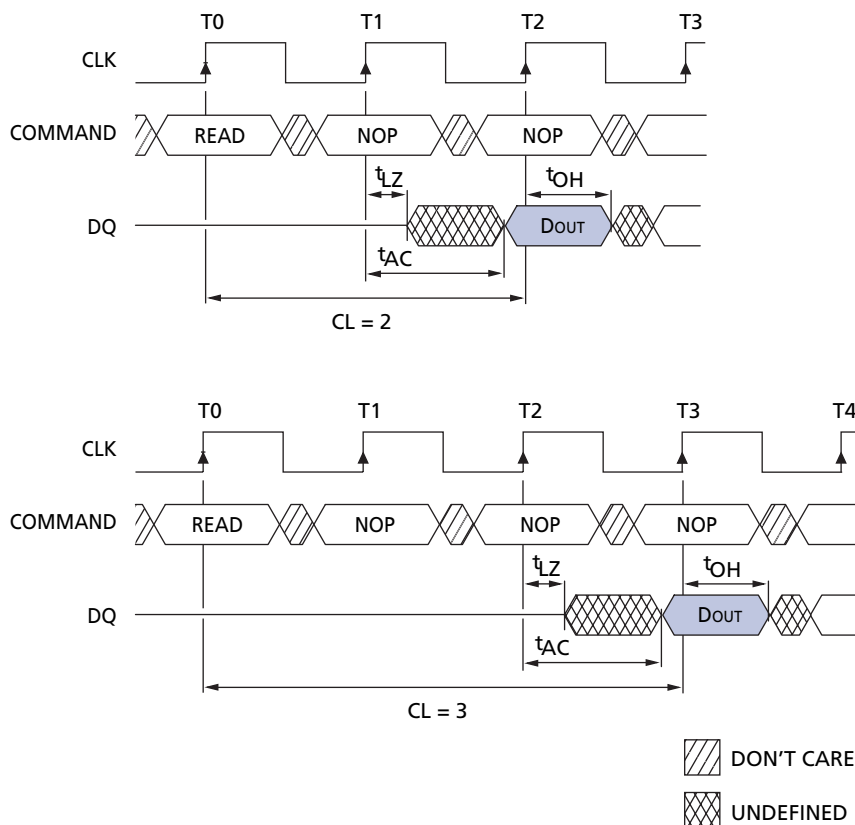 T0 T1 T2 T3
CLK
COMMAND READ NOP NOP
tLZ tOH
DQ DOUT
tAC
CL = 2
T0 T1 T2 T3 T4
CLK
COMMAND READ NOP NOP NOP
tLZ tOH
DQ DOUT
tAC
CL = 3
DON'T CARE
UNDEFINED